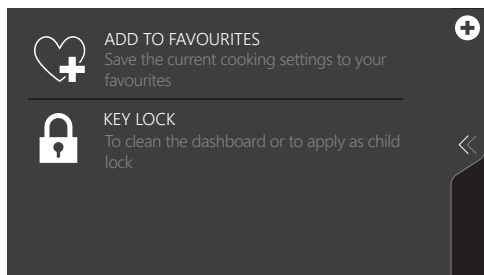 ADD TO FAVOURITES
Save the current cooking settings to your
favourites
KEY LOCK
To clean the dashboard or to apply as child
lock